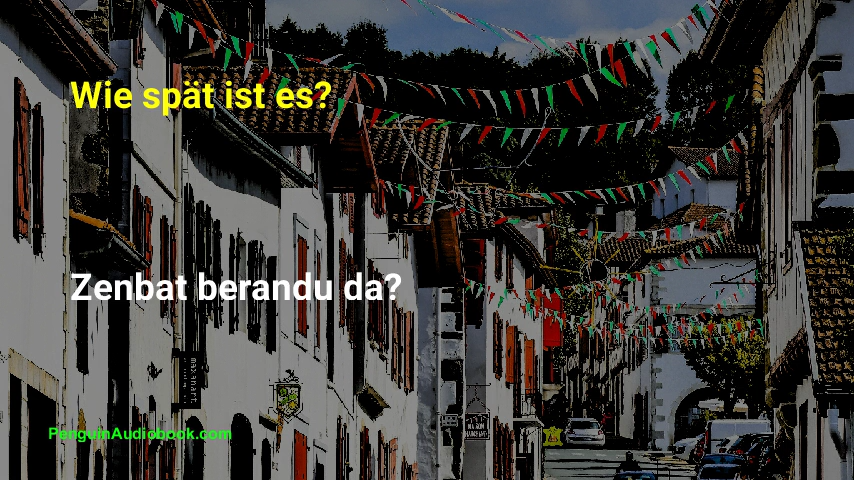 Wie spät ist es?
Zenbat berandu da?
PenguinAudiobook.com